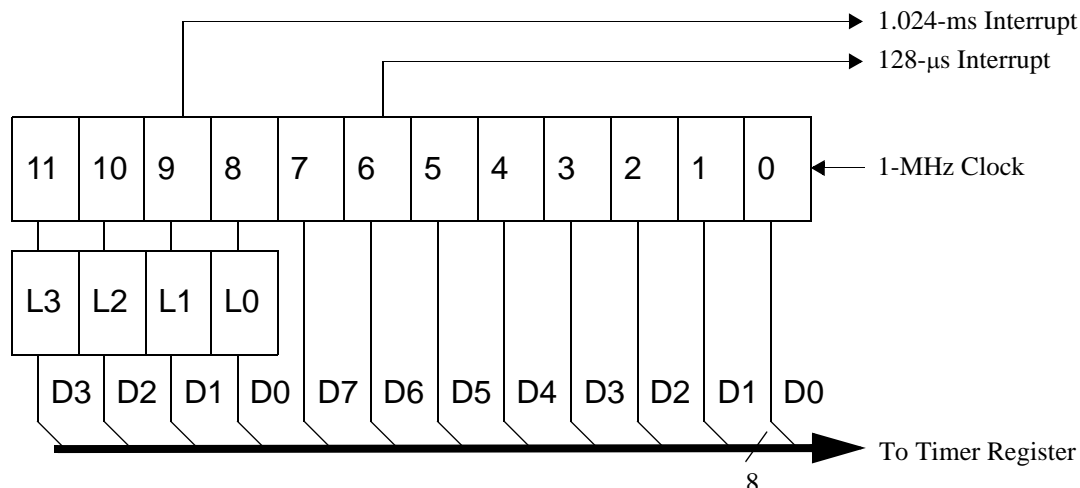 1.024-ms Interrupt
128-μs Interrupt
11 10 9 8 7 6 5 4 3 2 1 0
1-MHz Clock
L3 L2 L1 L0
D3 D2 D1 D0 D7 D6 D5 D4 D3 D2 D1 D0
To Timer Register
8